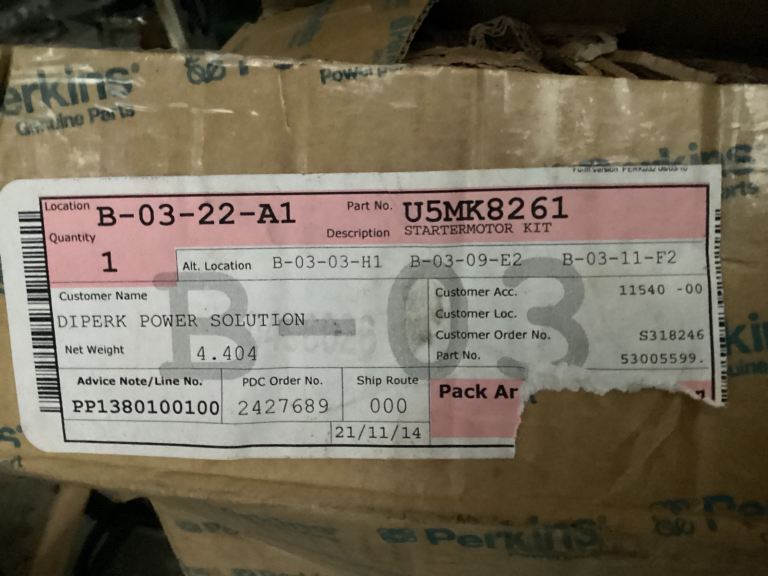 Perkins
Genuine Parts
Power
Location B-03-22-A1 Part No. U5MK8261
Description STARTERMOTOR KIT
Quantity 1
Alt. Location B-03-03-H1 B-03-09-E2 B-03-11-F2
B-03
Customer Name
DIPERK POWER SOLUTION
Net Weight 4.404
Customer Acc. 11540 -00
Customer Loc.
Customer Order No. S318246
Part No. 53005599.
Advice Note/Line No. PDC Order No. Ship Route
PP1380100100 2427689 000
21/11/14
Pack Ar
Perkins